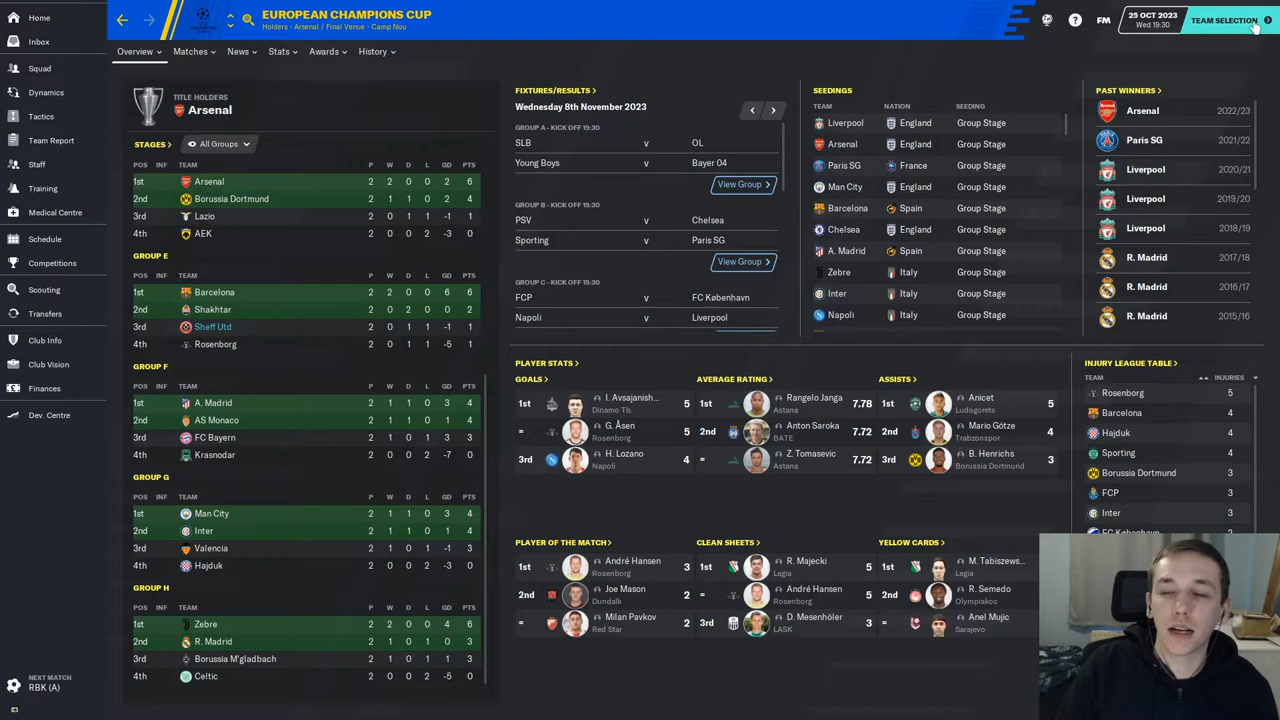 Home
Inbox
Squad
Dynamics
Tactics
Team Report
Staff
Training
Medical Centre
Schedule
Competitions
Scouting
Transfers
Club Info
Club Vision
Finances
Dev. Centre
NEXT MATCH
RBK (A)
EUROPEAN CHAMPIONS CUP
Holders - Arsenal / Final Venue - Camp Nou
FM
25 OCT 2023
Wed 19:30
TEAM SELECTION
Overview Matches News Stats Awards History
TITLE HOLDERS
Arsenal
STAGES All Groups
POS INF TEAM P W D L GD PTS
1st Arsenal 2 2 0 0 2 6
2nd Borussia Dortmund 2 1 1 0 2 4
3rd Lazio 2 0 1 1 -1 1
4th AEK 2 0 0 2 -3 0
GROUP E
POS INF TEAM P W D L GD PTS
1st Barcelona 2 2 0 0 6 6
2nd Shakhtar 2 0 2 0 0 2
3rd Sheff Utd 2 0 1 1 -1 1
4th Rosenborg 2 0 1 1 -5 1
GROUP F
POS INF TEAM P W D L GD PTS
1st A. Madrid 2 1 1 0 3 4
2nd AS Monaco 2 1 1 0 2 4
3rd FC Bayern 2 1 0 1 3 3
4th Krasnodar 2 0 0 2 -7 0
GROUP G
POS INF TEAM P W D L GD PTS
1st Man City 2 1 1 0 3 4
2nd Inter 2 1 1 0 1 4
3rd Valencia 2 1 0 1 -1 3
4th Hajduk 2 0 0 2 -3 0
GROUP H
POS INF TEAM P W D L GD PTS
1st Zebre 2 2 0 0 4 6
2nd R. Madrid 2 1 0 1 0 3
3rd Borussia M'gladbach 2 1 0 1 1 3
4th Celtic 2 0 0 2 -5 0
FIXTURES/RESULTS
Wednesday 8th November 2023
GROUP A - KICK OFF 19:30
SLB v OL
Young Boys v Bayer 04
View Group
GROUP B - KICK OFF 19:30
PSV v Chelsea
Sporting v Paris SG
View Group
GROUP C - KICK OFF 19:30
FCP v FC København
Napoli v Liverpool
SEEDINGS
TEAM NATION SEEDING
Liverpool England Group Stage
Arsenal England Group Stage
Paris SG France Group Stage
Man City England Group Stage
Barcelona Spain Group Stage
Chelsea England Group Stage
A. Madrid Spain Group Stage
Zebre Italy Group Stage
Inter Italy Group Stage
Napoli Italy Group Stage
PAST WINNERS
Arsenal 2022/23
Paris SG 2021/22
Liverpool 2020/21
Liverpool 2019/20
Liverpool 2018/19
R. Madrid 2017/18
R. Madrid 2016/17
R. Madrid 2015/16
PLAYER STATS
GOALS
1st I. Avsajanish... 5
Dinamo Tb.
= G. Åsen 5
Rosenborg
3rd H. Lozano 4
Napoli
AVERAGE RATING
1st Rangelo Janga 7.78
Astana
2nd Anton Saroka 7.72
BATE
= Z. Tomasevic 7.72
Astana
ASSISTS
1st Anicet 5
Ludogorets
2nd Mario Götze 4
Trabzonspor
3rd B. Henrichs 3
Borussia Dortmund
PLAYER OF THE MATCH
1st André Hansen 3
Rosenborg
2nd Joe Mason 2
Dundalk
= Milan Pavkov 2
Red Star
CLEAN SHEETS
1st R. Majecki 5
Legia
= André Hansen 5
Rosenborg
3rd D. Mesenhöler 3
LASK
YELLOW CARDS
1st M. Tabiszews...
Legia
= R. Semedo
Olympiakos
= Anel Mujic
Sarajevo
INJURY LEAGUE TABLE
TEAM INJURIES
Rosenborg 5
Barcelona 4
Hajduk 4
Sporting 4
Borussia Dortmund 3
FCP 3
Inter 3